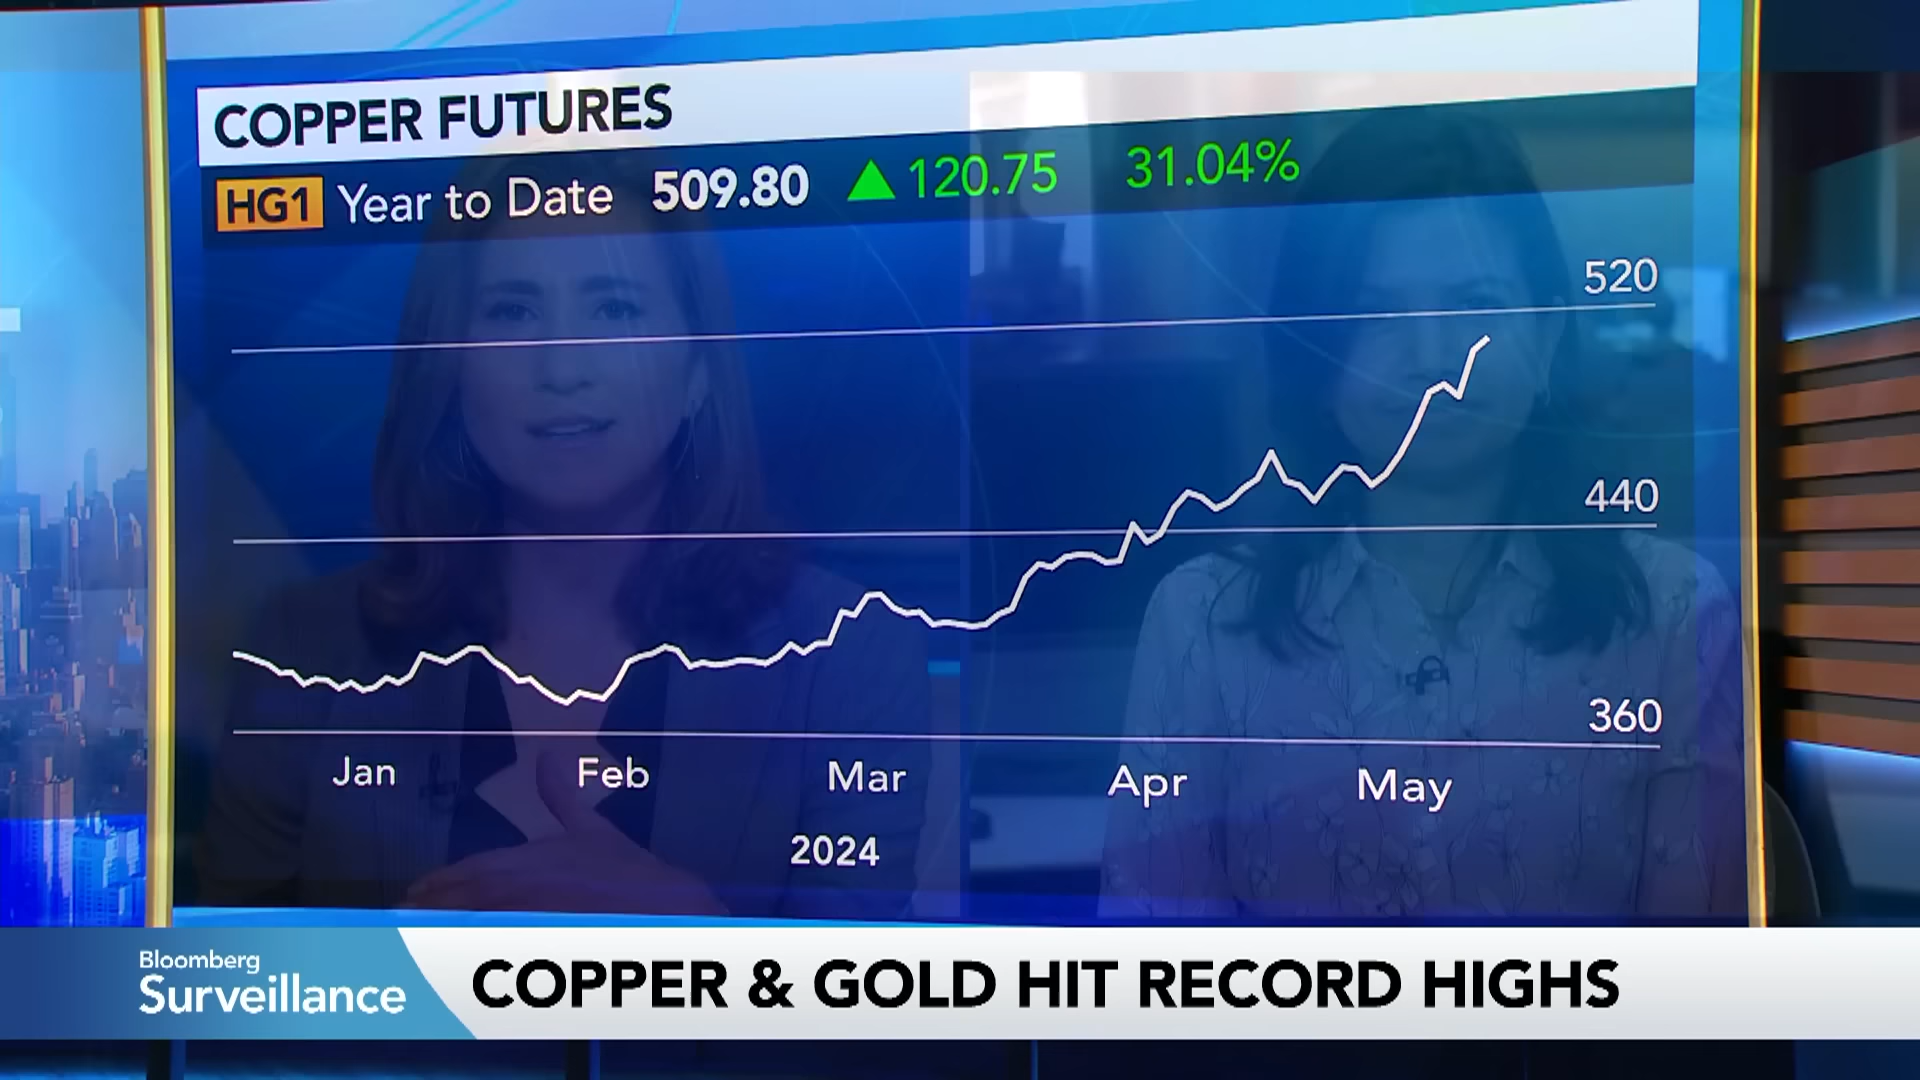 COPPER FUTURES
HG1 Year to Date 509.80 ▲120.75 31.04%
520
440
360
Jan Feb Mar Apr May
2024
Bloomberg
Surveillance
COPPER & GOLD HIT RECORD HIGHS